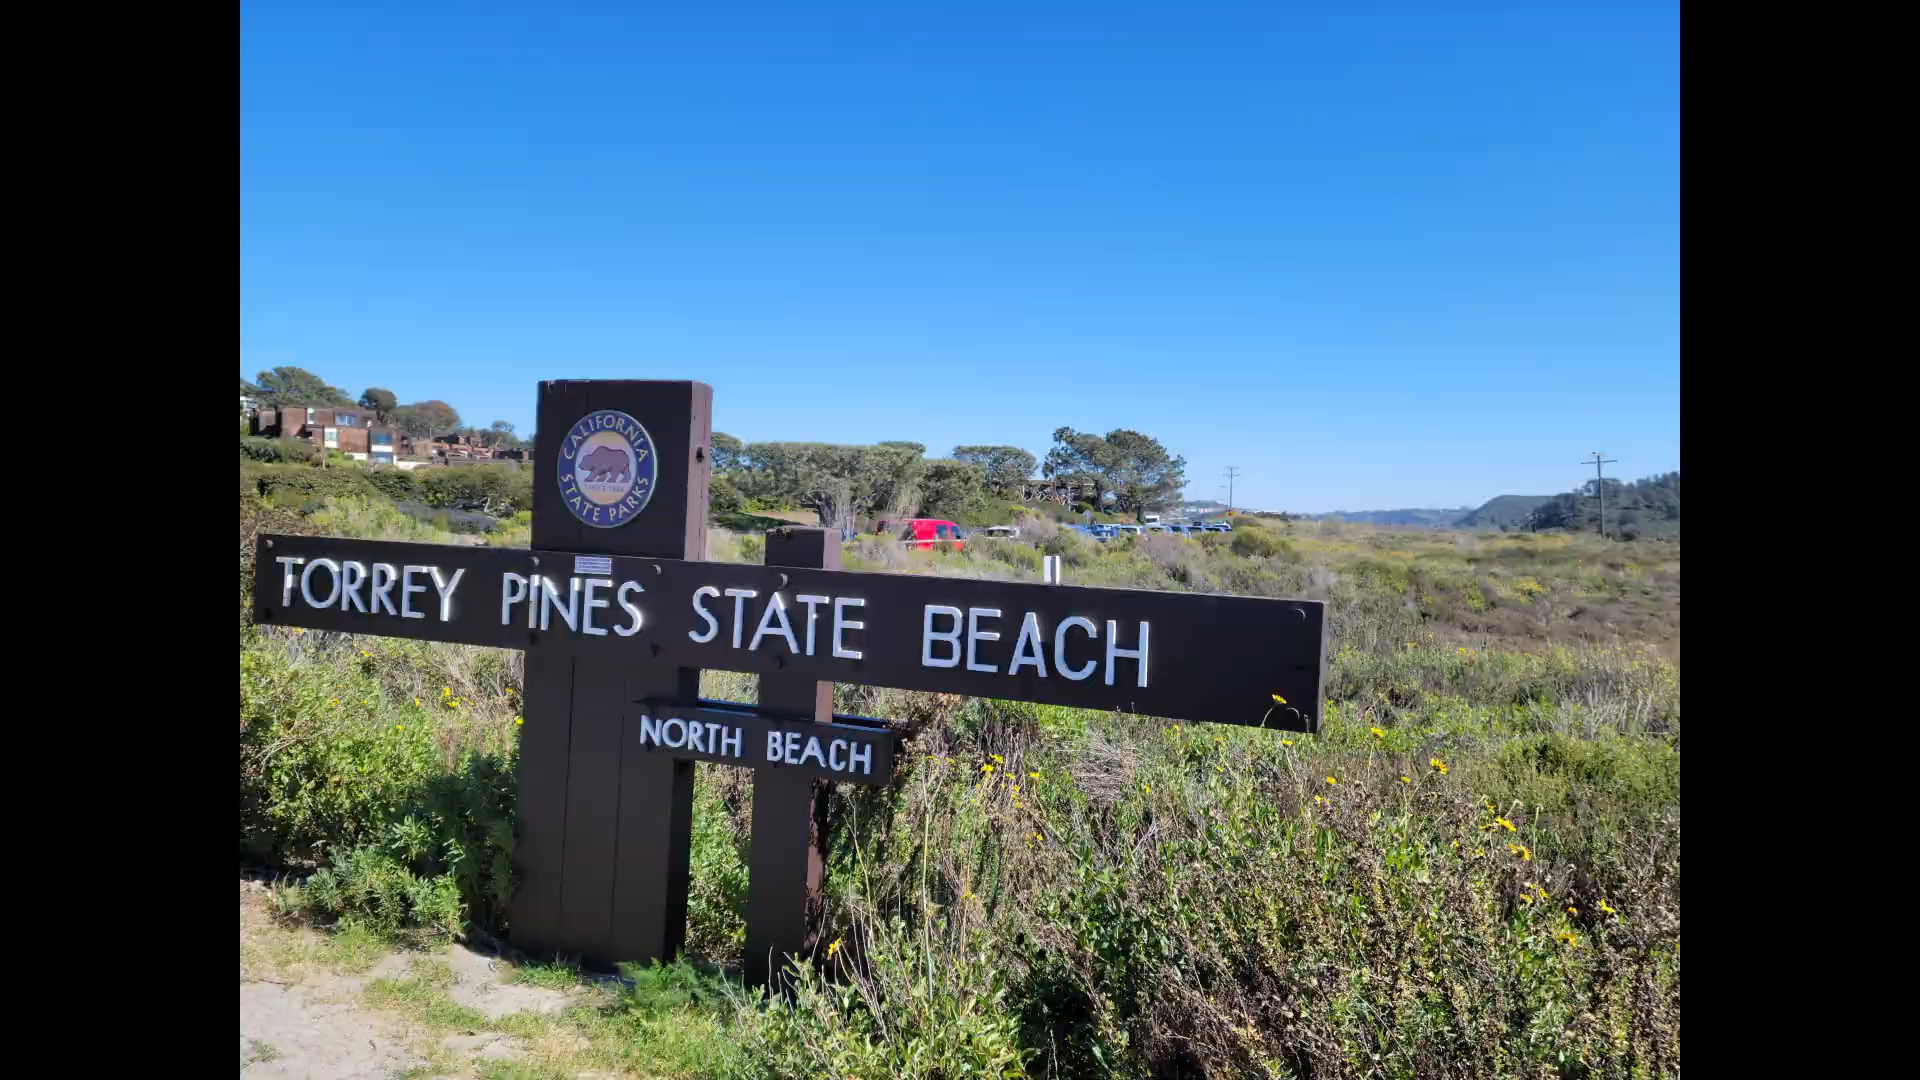 CALIFORNIA
STATE PARKS
TORREY PINES STATE BEACH
NORTH BEACH